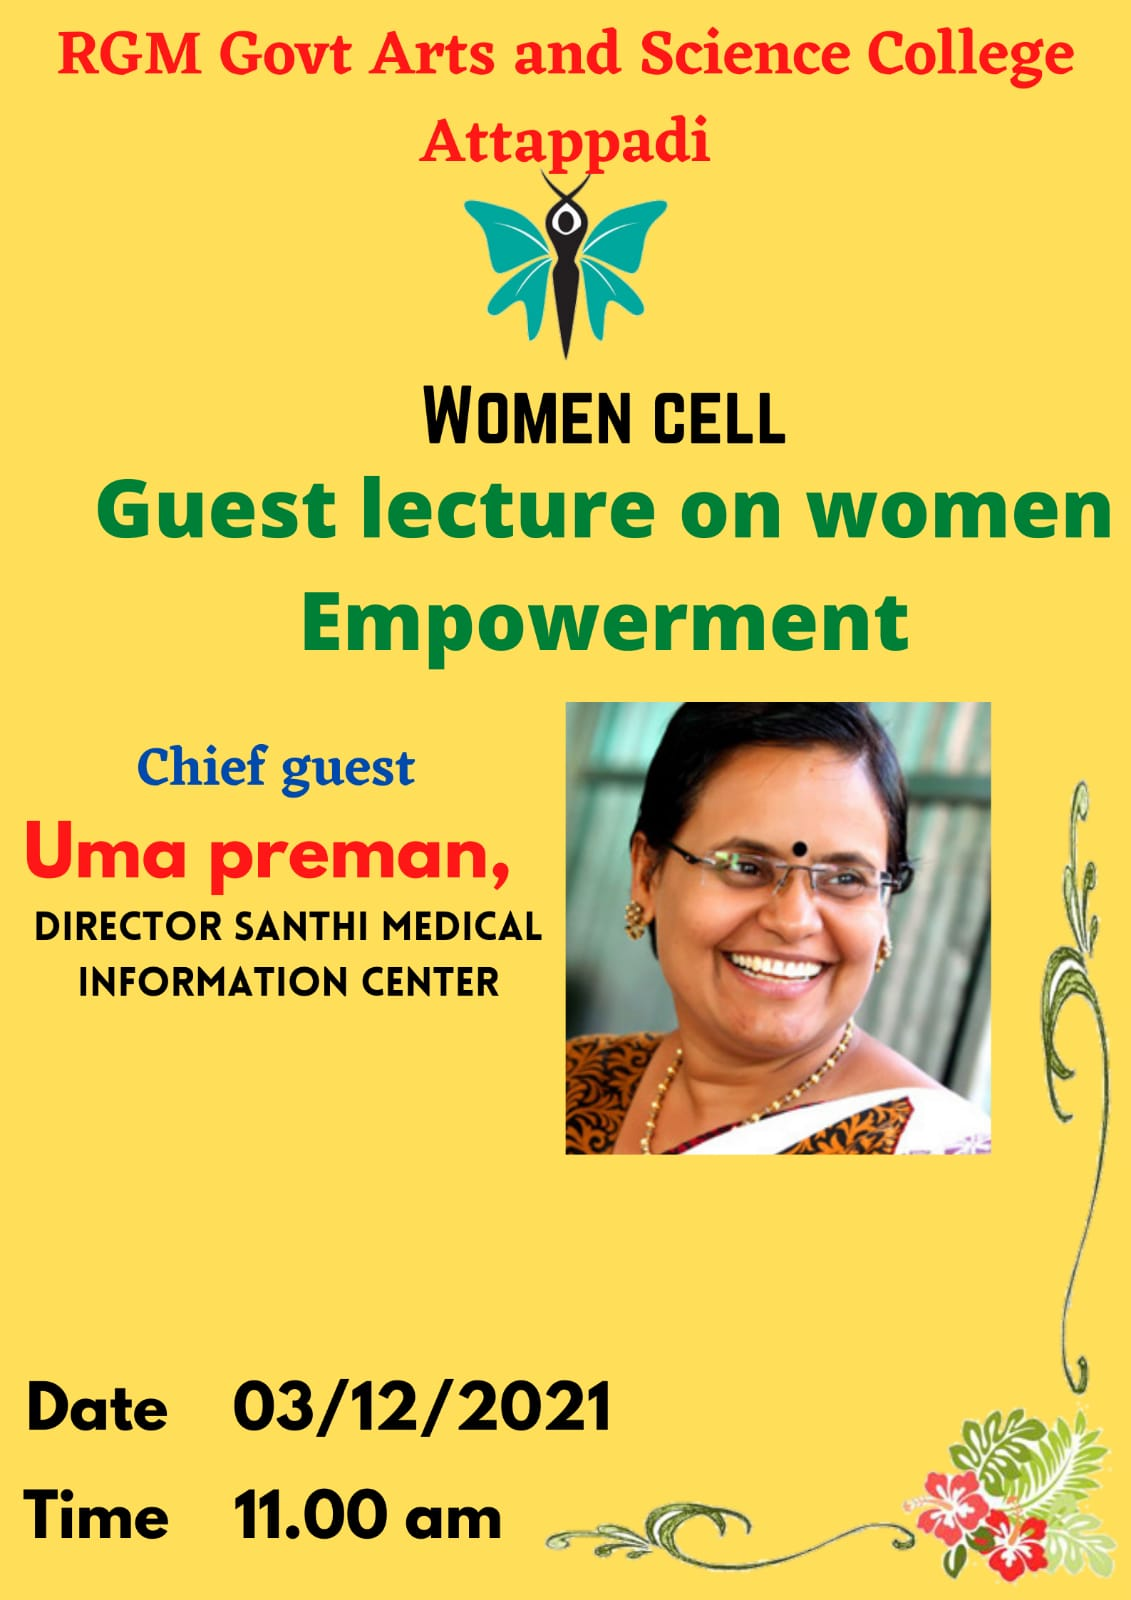 RGM Govt Arts and Science College
Attappadi
WOMEN CELL
Guest lecture on women
Empowerment
Chief guest
Uma preman,
DIRECTOR SANTHI MEDICAL
INFORMATION CENTER
Date 03/12/2021
Time 11.00 am